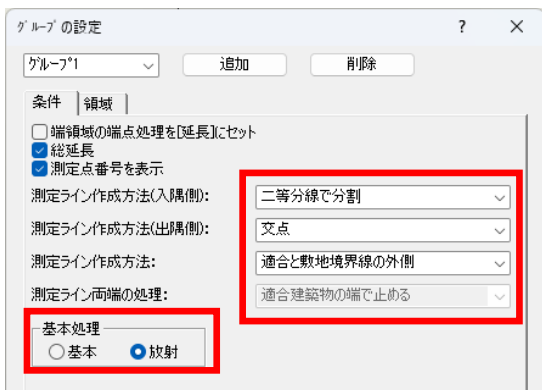 グループの設定 ? ×
グループ1 追加 削除
条件 領域
端領域の端点処理を[延長]にセット
総延長
測定点番号を表示
測定ライン作成方法(入隅側): 二等分線で分割
測定ライン作成方法(出隅側): 交点
測定ライン作成方法: 適合と敷地境界線の外側
測定ライン両端の処理: 適合建築物の端で止める
基本処理
基本 放射